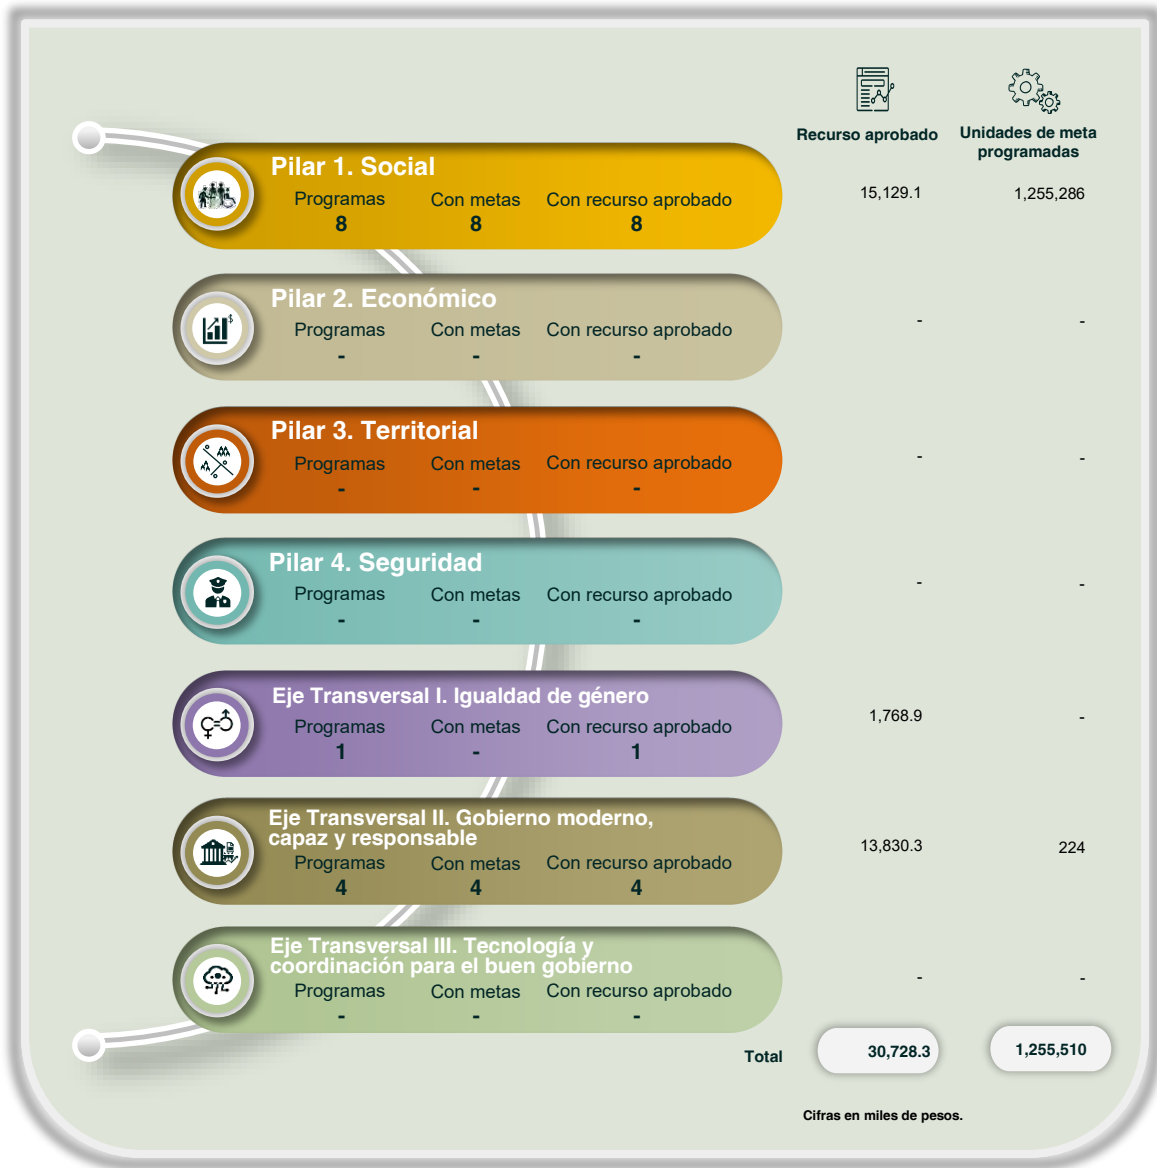 Recurso aprobado
Unidades de meta
programadas
Pilar 1. Social
Programas Con metas Con recurso aprobado
8 8 8
15,129.1 1,255,286
Pilar 2. Económico
Programas Con metas Con recurso aprobado
- - -
- -
Pilar 3. Territorial
Programas Con metas Con recurso aprobado
- - -
- -
Pilar 4. Seguridad
Programas Con metas Con recurso aprobado
- - -
- -
Eje Transversal I. Igualdad de género
Programas Con metas Con recurso aprobado
1 - 1
1,768.9 -
Eje Transversal II. Gobierno moderno,
capaz y responsable
Programas Con metas Con recurso aprobado
4 4 4
13,830.3 224
Eje Transversal III. Tecnología y
coordinación para el buen gobierno
Programas Con metas Con recurso aprobado
- - -
- -
Total 30,728.3 1,255,510
Cifras en miles de pesos.